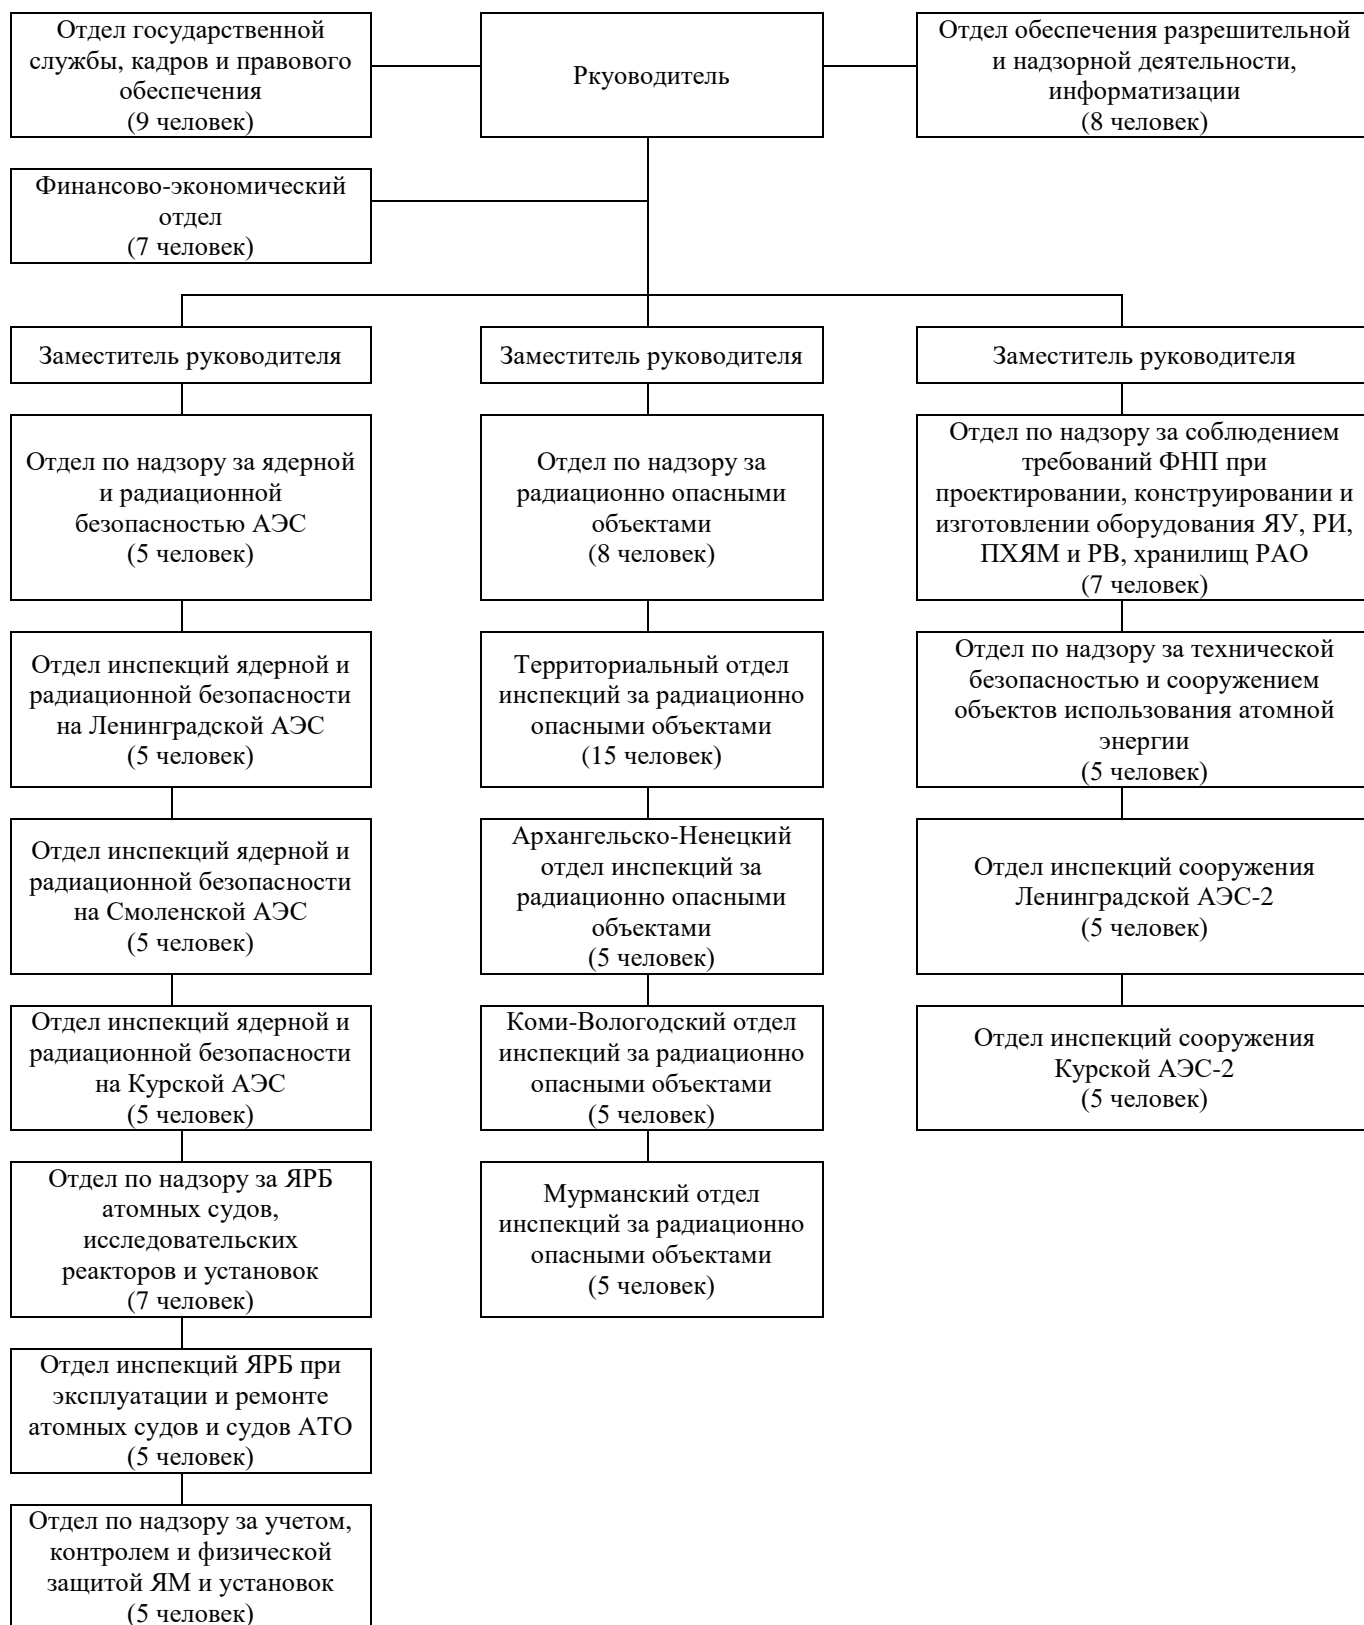 Отдел государственной
службы, кадров и правового
обеспечения
(9 человек)
Ркуоводитель
Отдел обеспечения разрешительной
и надзорной деятельности,
информатизации
(8 человек)
Финансово-экономический
отдел
(7 человек)
Заместитель руководителя
Заместитель руководителя
Заместитель руководителя
Отдел по надзору за ядерной
и радиационной
безопасностью АЭС
(5 человек)
Отдел по надзору за
радиационно опасными
объектами
(8 человек)
Отдел по надзору за соблюдением
требований ФНП при
проектировании, конструировании и
изготовлении оборудования ЯУ, РИ,
ПХЯМ и РВ, хранилищ РАО
(7 человек)
Отдел инспекций ядерной и
радиационной безопасности
на Ленинградской АЭС
(5 человек)
Территориальный отдел
инспекций за радиационно
опасными объектами
(15 человек)
Отдел по надзору за технической
безопасностью и сооружением
объектов использования атомной
энергии
(5 человек)
Отдел инспекций ядерной и
радиационной безопасности
на Смоленской АЭС
(5 человек)
Архангельско-Ненецкий
отдел инспекций за
радиационно опасными
объектами
(5 человек)
Отдел инспекций сооружения
Ленинградской АЭС-2
(5 человек)
Отдел инспекций ядерной и
радиационной безопасности
на Курской АЭС
(5 человек)
Коми-Вологодский отдел
инспекций за радиационно
опасными объектами
(5 человек)
Отдел инспекций сооружения
Курской АЭС-2
(5 человек)
Отдел по надзору за ЯРБ
атомных судов,
исследовательских
реакторов и установок
(7 человек)
Мурманский отдел
инспекций за радиационно
опасными объектами
(5 человек)
Отдел инспекций ЯРБ при
эксплуатации и ремонте
атомных судов и судов АТО
(5 человек)
Отдел по надзору за учетом,
контролем и физической
защитой ЯМ и установок
(5 человек)